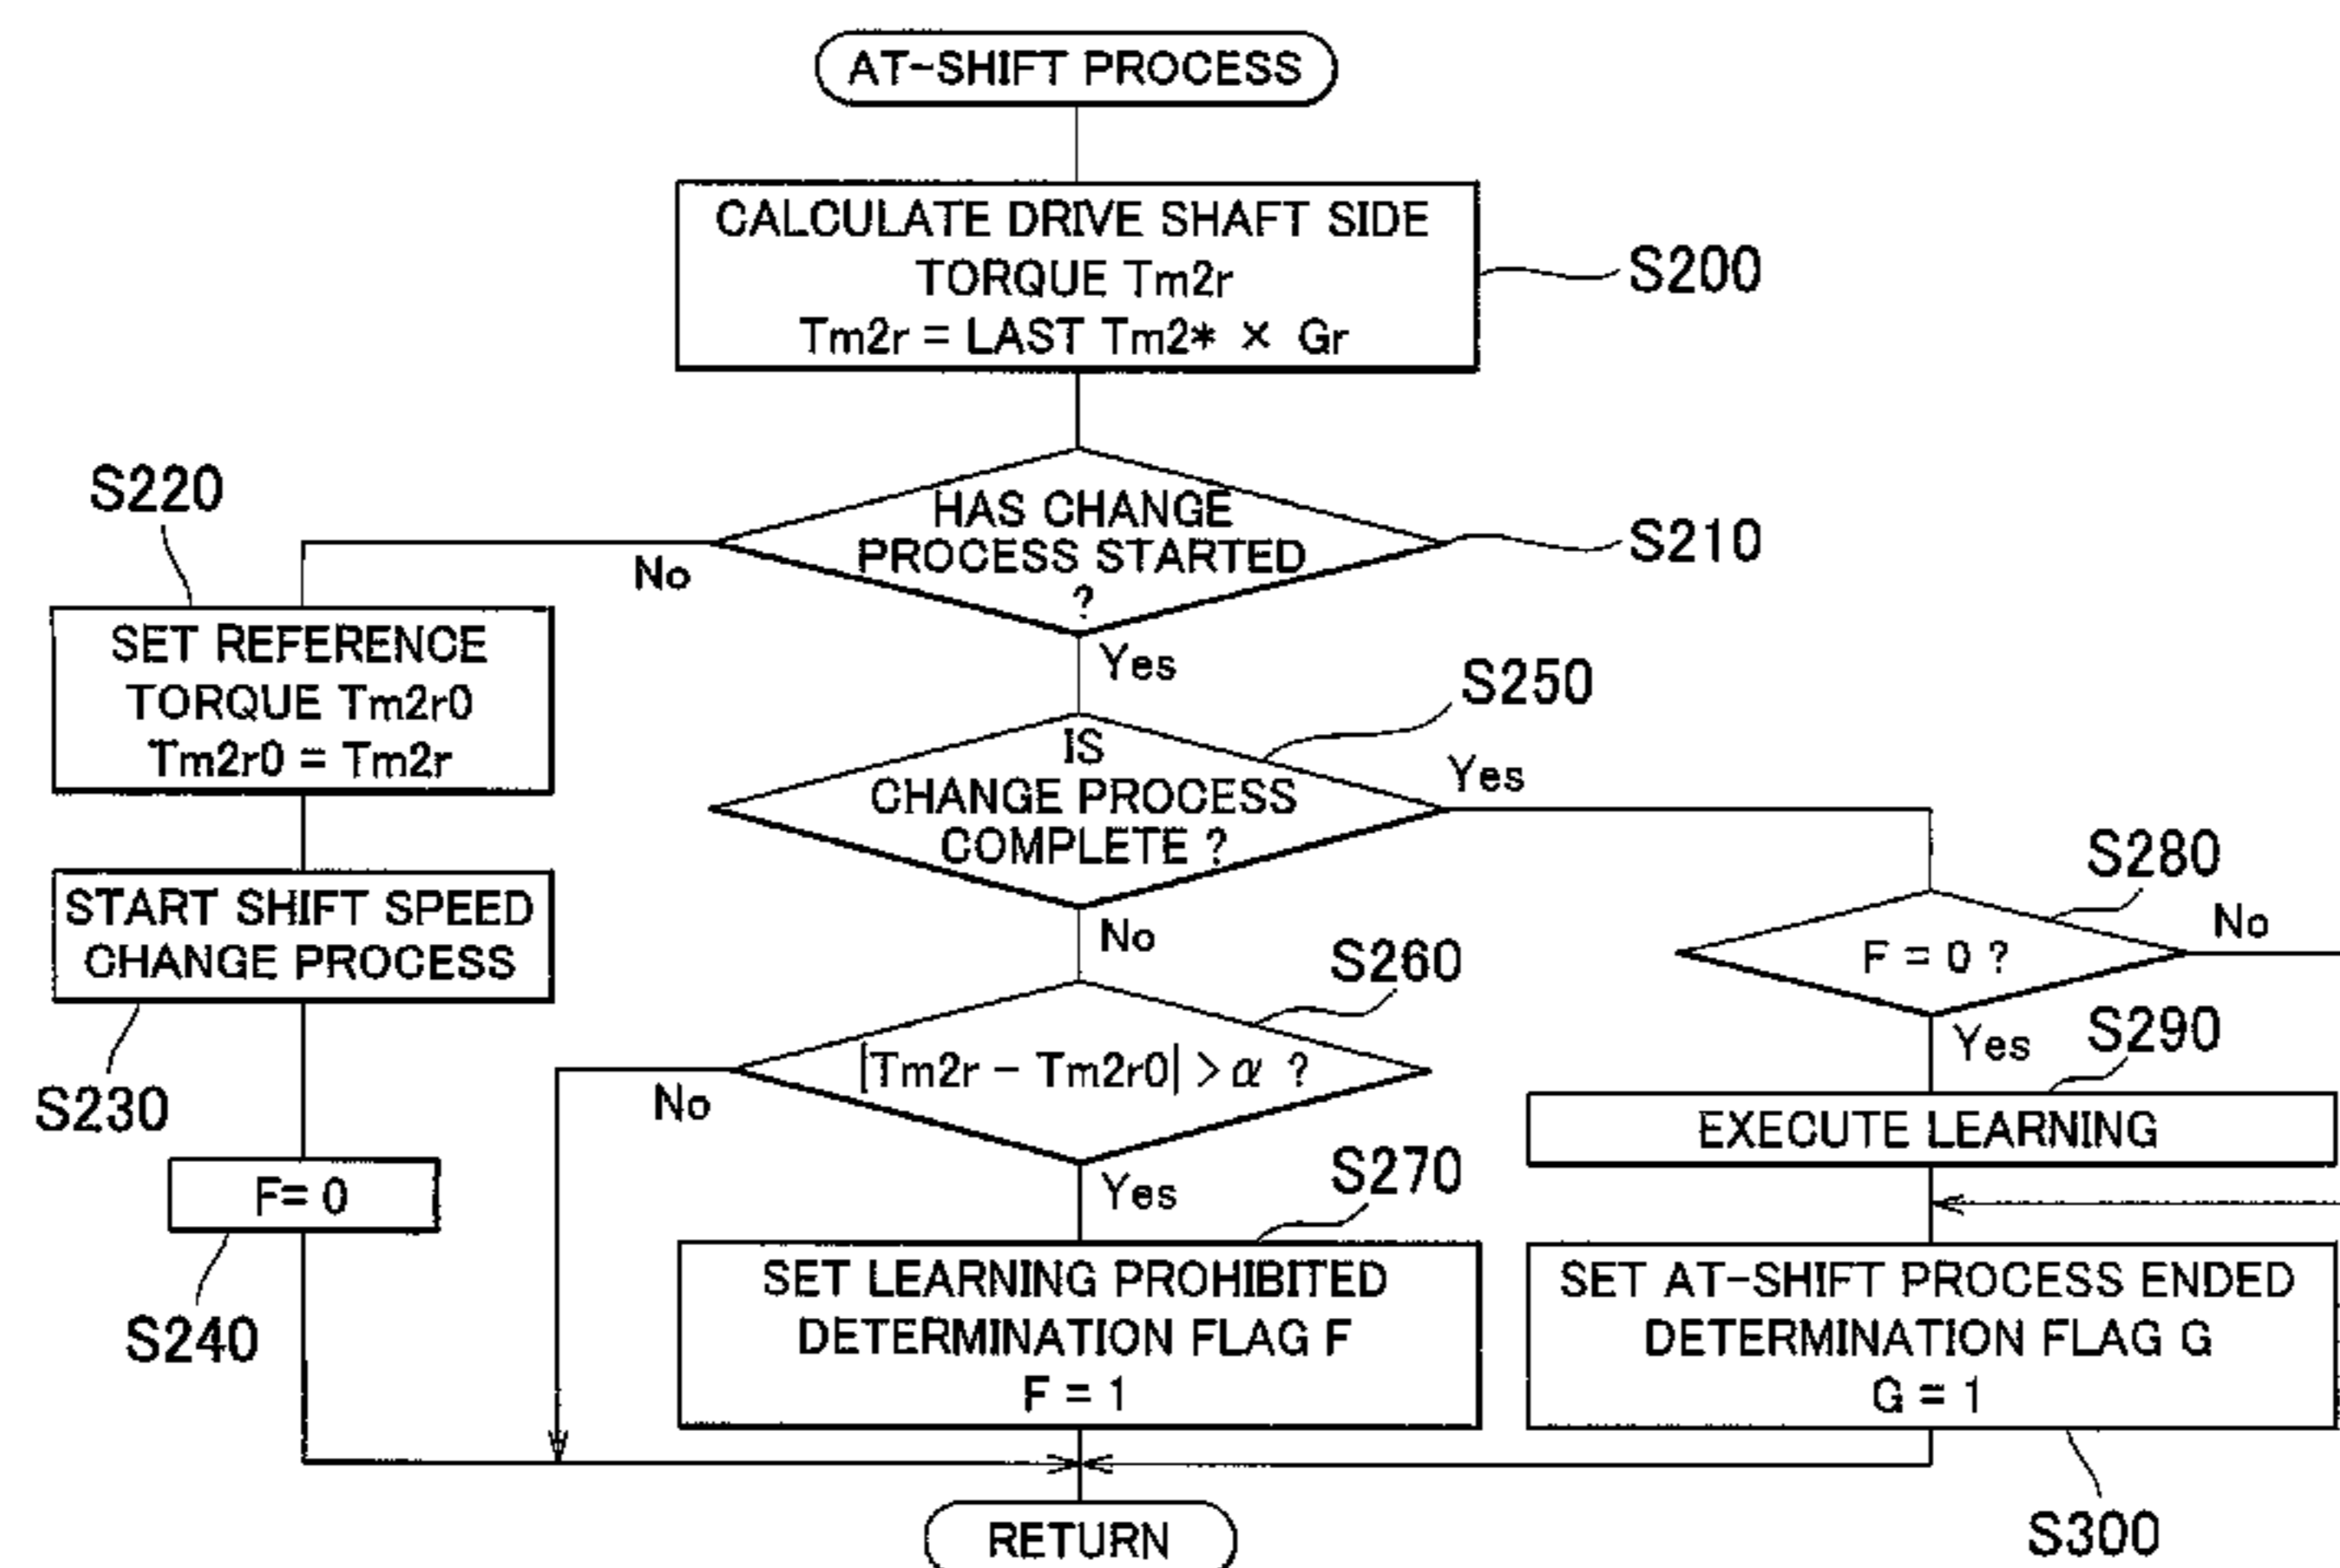 AT-SHIFT PROCESS
CALCULATE DRIVE SHAFT SIDE
TORQUE Tm2r
Tm2r = LAST Tm2* × Gr
S200
HAS CHANGE
PROCESS STARTED
?
S210
No
Yes
S220
SET REFERENCE
TORQUE Tm2r0
Tm2r0 = Tm2r
START SHIFT SPEED
CHANGE PROCESS
S230
F= 0
S240
IS
CHANGE PROCESS
COMPLETE ?
S250
Yes
No
|Tm2r − Tm2r0| > α ?
S260
No
Yes
S270
SET LEARNING PROHIBITED
DETERMINATION FLAG F
F = 1
S280
F = 0 ?
No
Yes
S290
EXECUTE LEARNING
SET AT-SHIFT PROCESS ENDED
DETERMINATION FLAG G
G = 1
S300
RETURN